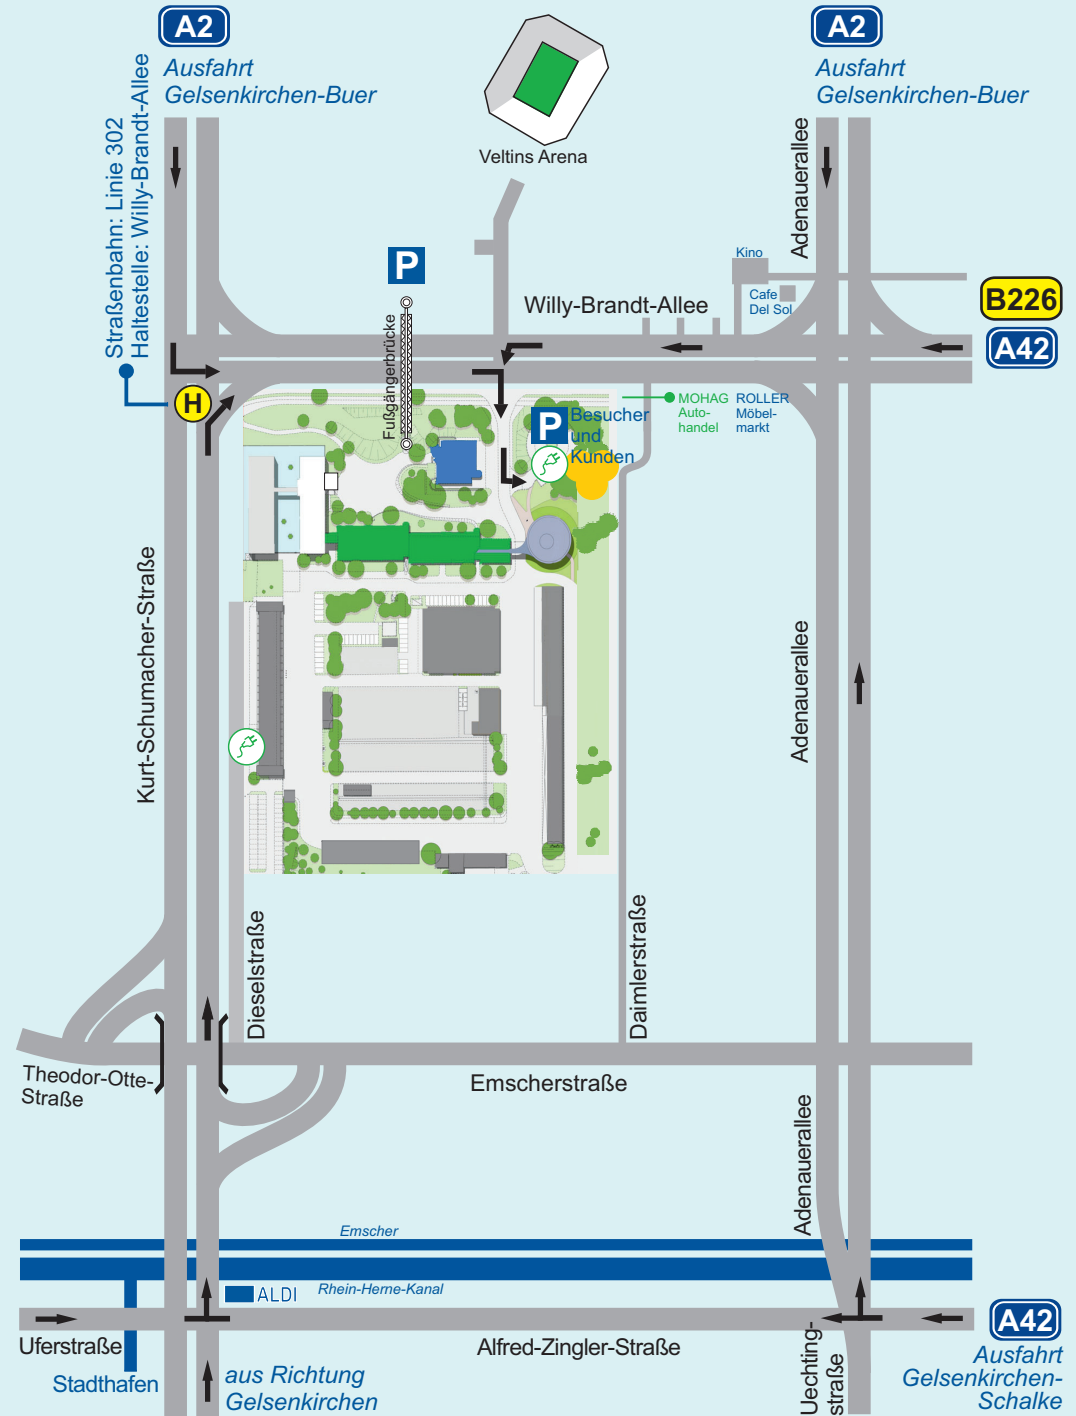 A2
Ausfahrt
Gelsenkirchen-Buer
A2
Ausfahrt
Gelsenkirchen-Buer
Veltins Arena
Straßenbahn: Linie 302
Haltestelle: Willy-Brandt-Allee
H
P
Fußgängerbrücke
Willy-Brandt-Allee
Adenauerallee
Kino
Cafe
Del Sol
B226
A42
P
Besucher
und
Kunden
MOHAG
Auto-
handel
ROLLER
Möbel-
markt
Kurt-Schumacher-Straße
Adenauerallee
Dieselstraße
Daimlerstraße
Theodor-Otte-
Straße
Emscherstraße
Adenauerallee
Emscher
Rhein-Herne-Kanal
ALDI
Uferstraße
Stadthafen
aus Richtung
Gelsenkirchen
Alfred-Zingler-Straße
Uechting-
straße
A42
Ausfahrt
Gelsenkirchen-
Schalke